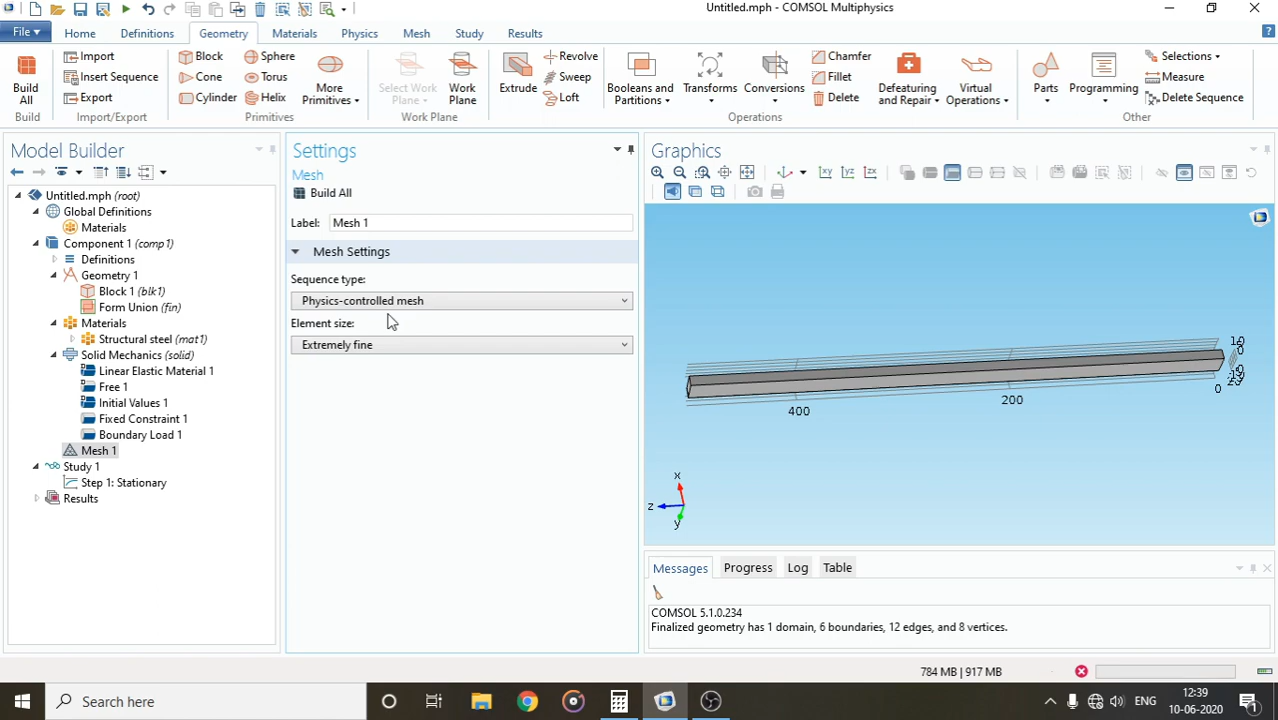 Untitled.mph - COMSOL Multiphysics
File Home Definitions Geometry Materials Physics Mesh Study Results
Build All
Import
Insert Sequence
Export
Block
Cone
Cylinder
Sphere
Torus
Helix
More Primitives
Select Work Plane
Work Plane
Extrude
Revolve
Sweep
Loft
Booleans and Partitions
Transforms
Conversions
Chamfer
Fillet
Delete
Defeaturing and Repair
Virtual Operations
Parts
Programming
Selections
Measure
Delete Sequence
Build Import/Export Primitives Work Plane Operations Other
Model Builder
Untitled.mph (root)
Global Definitions
Materials
Component 1 (comp1)
Definitions
Geometry 1
Block 1 (blk1)
Form Union (fin)
Materials
Structural steel (mat1)
Solid Mechanics (solid)
Linear Elastic Material 1
Free 1
Initial Values 1
Fixed Constraint 1
Boundary Load 1
Mesh 1
Study 1
Step 1: Stationary
Results
Settings
Mesh
Build All
Label: Mesh 1
Mesh Settings
Sequence type:
Physics-controlled mesh
Element size:
Extremely fine
Graphics
xy yz zx
400
200
0
x
z
y
Messages Progress Log Table
COMSOL 5.1.0.234
Finalized geometry has 1 domain, 6 boundaries, 12 edges, and 8 vertices.
784 MB | 917 MB
Search here
ENG
12:39
10-06-2020